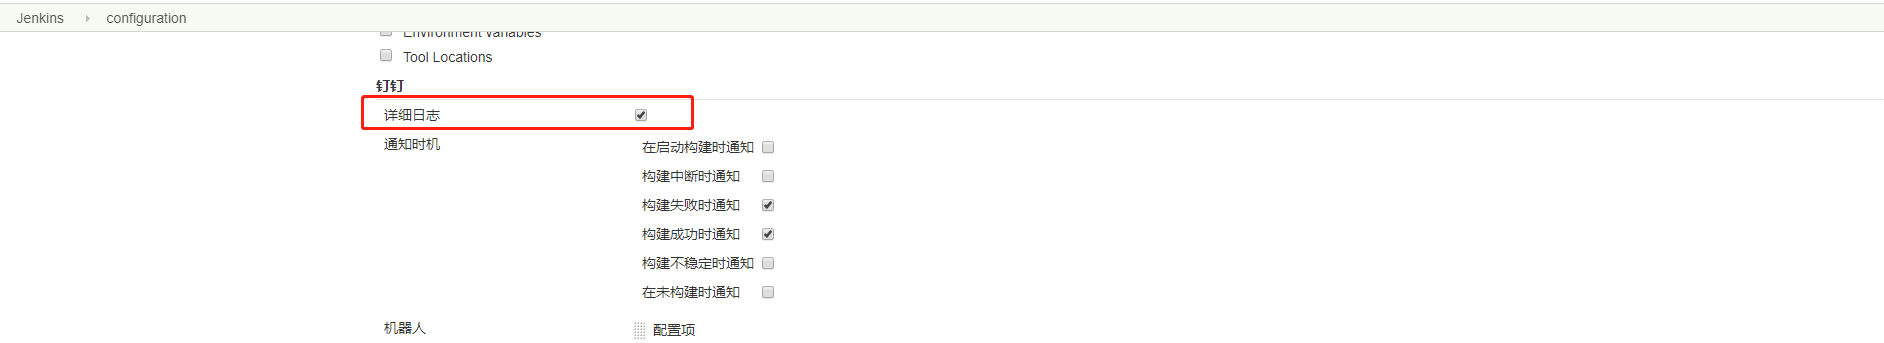 Jenkins configuration
Environment variables
Tool Locations
钉钉
详细日志
通知时机
在启动构建时通知
构建中断时通知
构建失败时通知
构建成功时通知
构建不稳定时通知
在未构建时通知
机器人
配置项